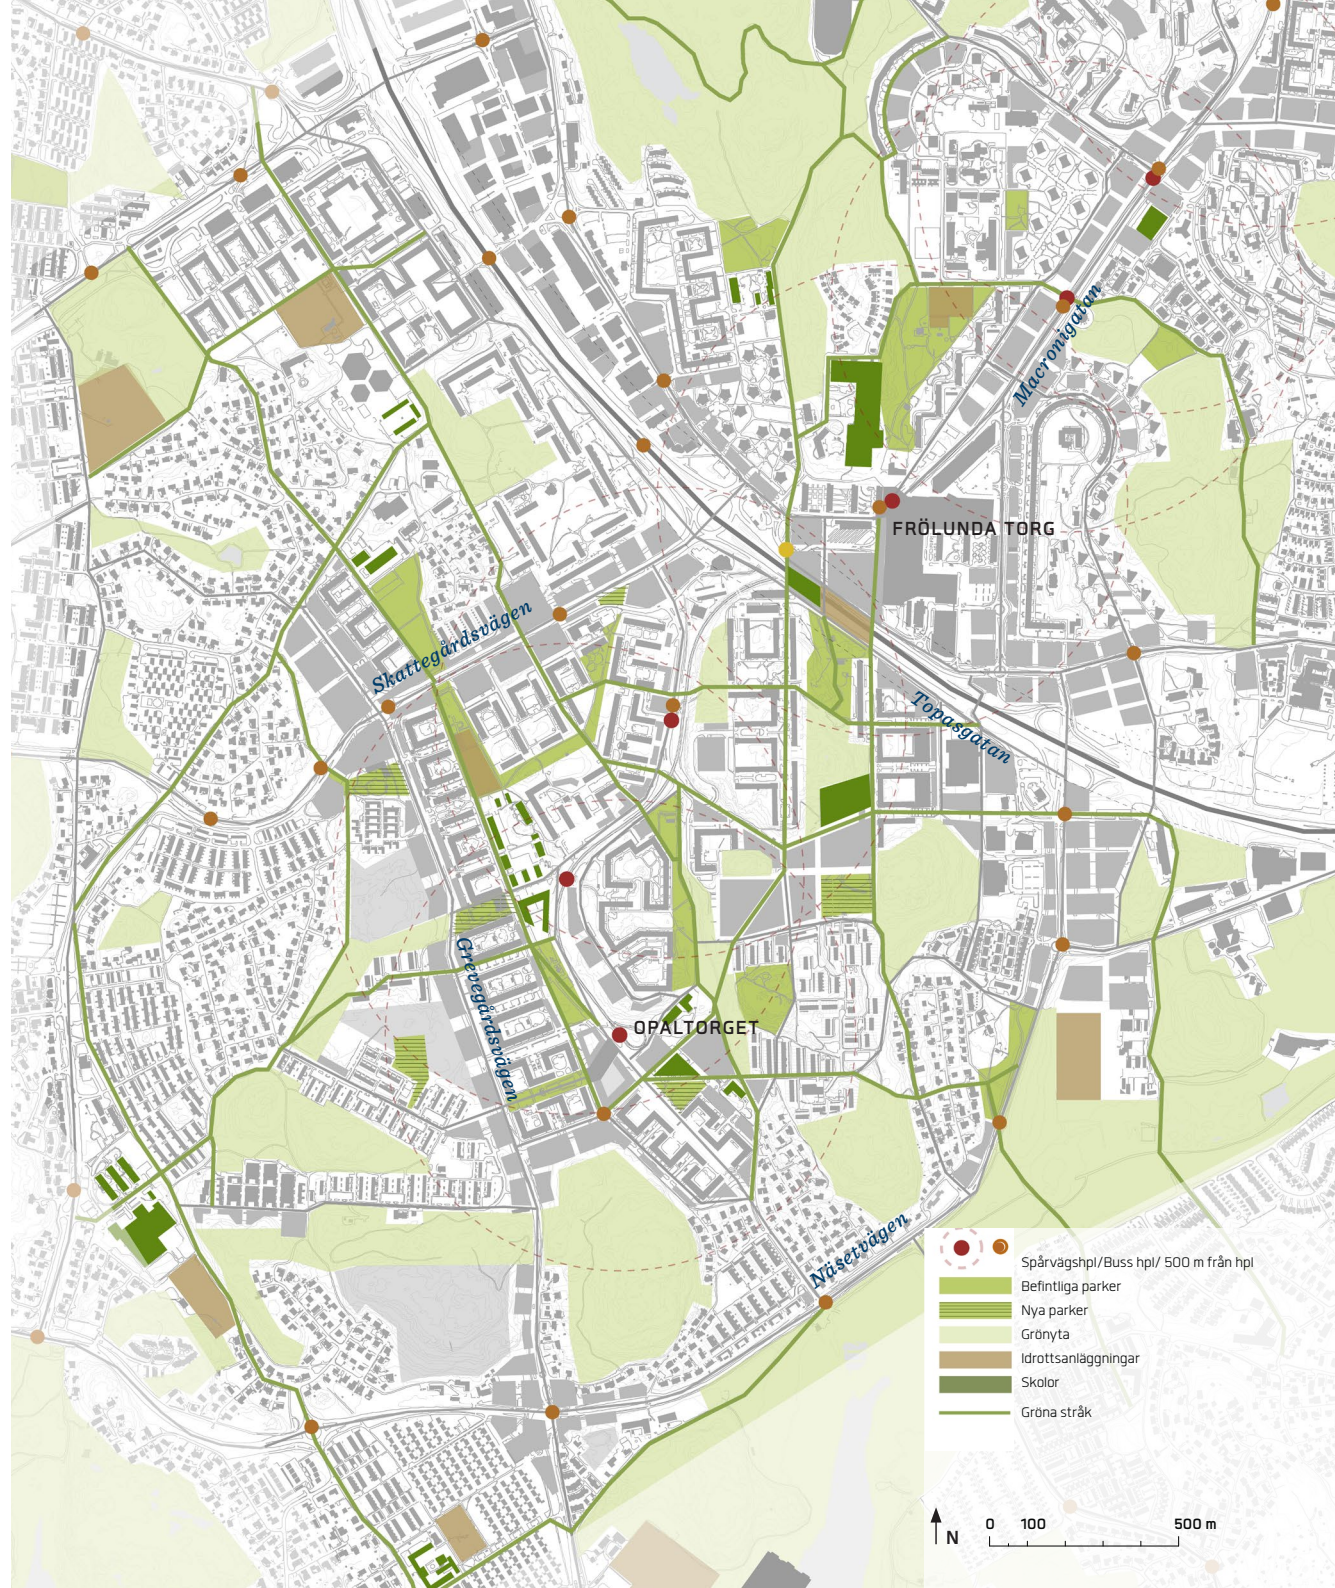 Macronigatan
FRÖLUNDA TORG
Skattegårdsvägen
Topasgatan
Grevegårdsvägen
OPALTORGET
Näsetvägen
Spårvägshpl/Buss hpl/ 500 m från hpl
Befintliga parker
Nya parker
Grönyta
Idrottsanläggningar
Skolor
Gröna stråk
N
0 100 500 m